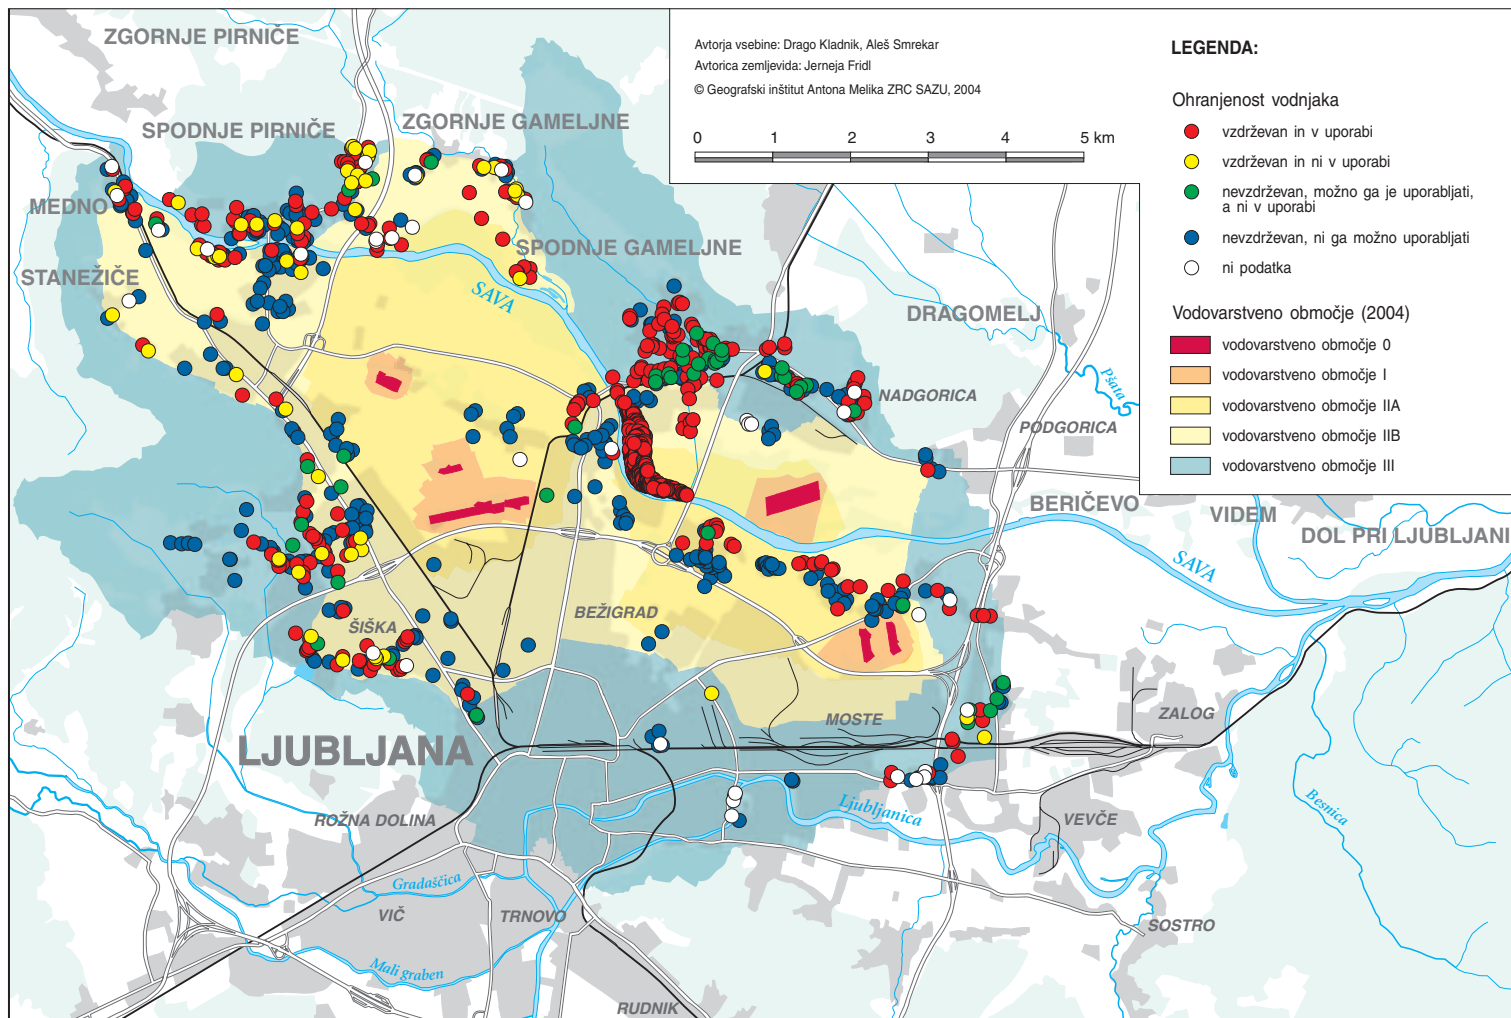 Avtorja vsebine: Drago Kladnik, Aleš Smrekar
Avtorica zemljevida: Jerneja Fridl
© Geografski inštitut Antona Melika ZRC SAZU, 2004
0 1 2 3 4 5 km
LEGENDA:
Ohranjenost vodnjaka
vzdrževan in v uporabi
vzdrževan in ni v uporabi
nevzdrževan, možno ga je uporabljati,
a ni v uporabi
nevzdrževan, ni ga možno uporabljati
ni podatka
Vodovarstveno območje (2004)
vodovarstveno območje 0
vodovarstveno območje I
vodovarstveno območje IIA
vodovarstveno območje IIB
vodovarstveno območje III
ZGORNJE PIRNIČE
SPODNJE PIRNIČE
ZGORNJE GAMELJNE
MEDNO
SPODNJE GAMELJNE
STANEŽIČE
SAVA
DRAGOMELJ
Pšata
NADGORICA
PODGORICA
BERIČEVO
VIDEM
DOL PRI LJUBLJANI
SAVA
BEŽIGRAD
ŠIŠKA
MOSTE
ZALOG
LJUBLJANA
Ljubljanica
Besnica
ROŽNA DOLINA
VEVČE
Gradaščica
VIČ
TRNOVO
SOSTRO
Mali graben
RUDNIK